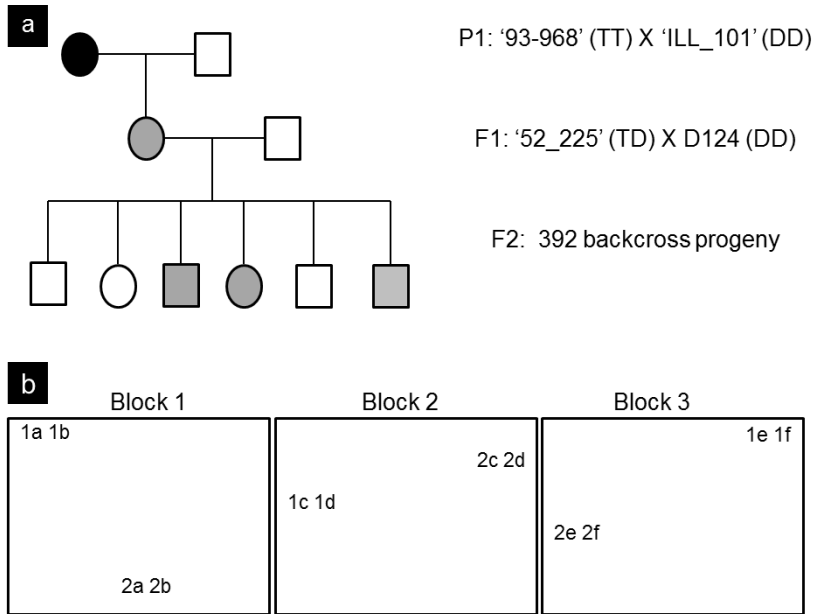 a
P1: ‘93-968’ (TT) X ‘ILL_101’ (DD)
F1: ‘52_225’ (TD) X D124 (DD)
F2: 392 backcross progeny
b
Block 1 Block 2 Block 3
1a 1b
1e 1f
2c 2d
1c 1d
2e 2f
2a 2b